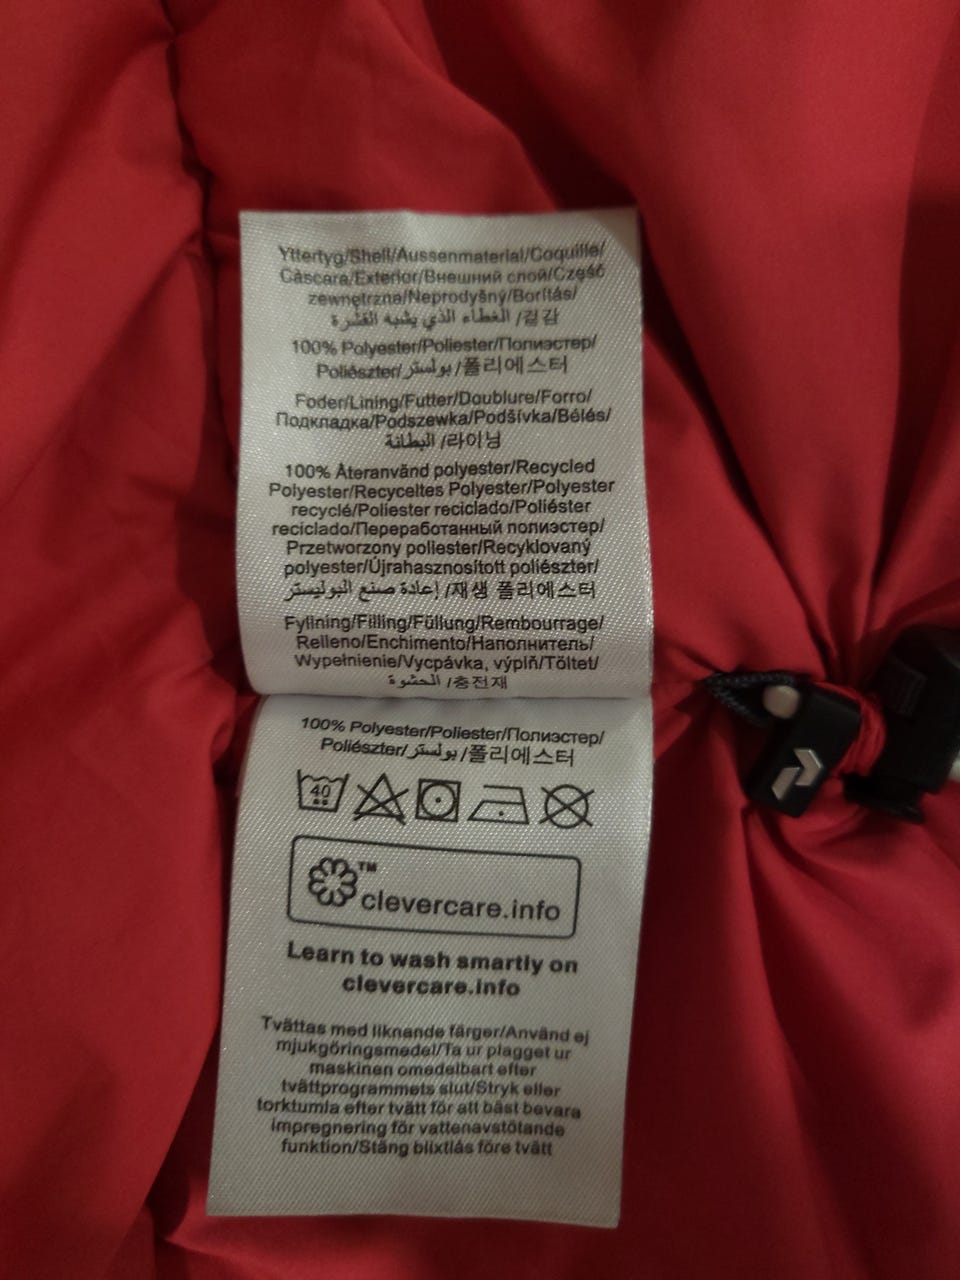 Yttertyg/Shell/Aussenmaterial/Coquille/
Càscara/Exterior/Внешний слой/Część
zewnętrzna/Neprodyšný/Borítás/
الغطاء الذي يشبه القشرة /겉감
100% Polyester/Poliester/Полиэстер/
Poliészter/بولستر /폴리에스터
Foder/Lining/Futter/Doublure/Forro/
Подкладка/Podszewka/Podšívka/Bélés/
البطانة /라이닝
100% Återanvänd polyester/Recycled
Polyester/Recyceltes Polyester/Polyester
recyclé/Poliester reciclado/Poliéster
reciclado/Переработанный полиэстер/
Przetworzony poliester/Recyklovaný
polyester/Újrahasznosított poliészter/
إعادة صنع البوليستر /재생 폴리에스터
Fyllning/Filling/Füllung/Rembourrage/
Relleno/Enchimento/Наполнитель/
Wypełnienie/Vycpávka, výplň/Töltet/
الحشوة /충전재
100% Polyester/Poliester/Полиэстер/
Poliészter/بولستر /폴리에스터
40
clevercare.info™
Learn to wash smartly on
clevercare.info
Tvättas med liknande färger/Använd ej
mjukgöringsmedel/Ta ur plagget ur
maskinen omedelbart efter
tvättprogrammets slut/Stryk eller
torktumla efter tvätt för att bäst bevara
impregnering för vattenavstötande
funktion/Stäng blixtlås före tvätt